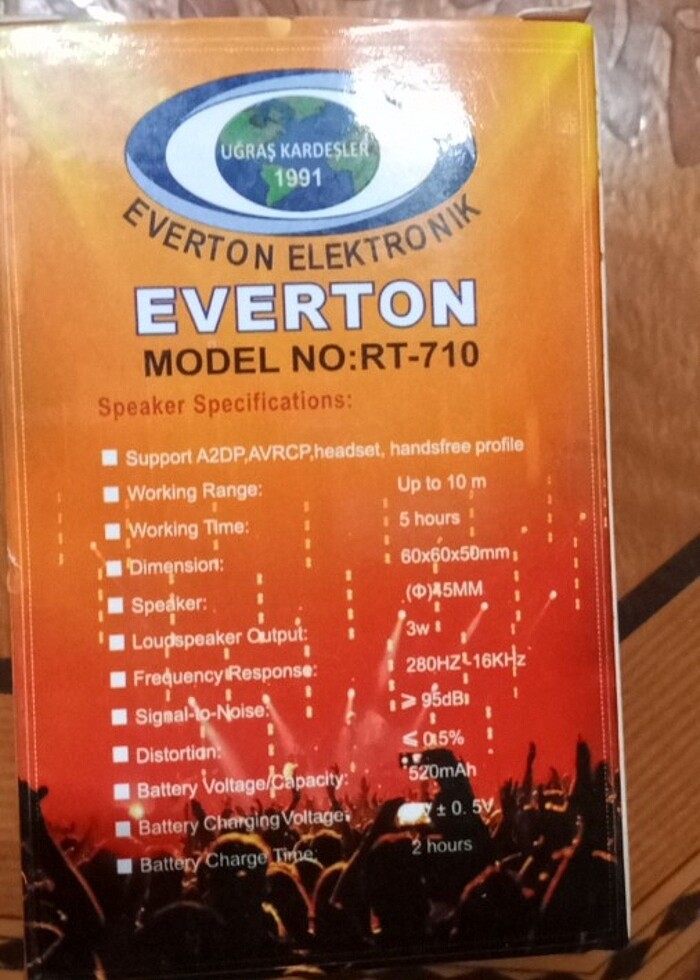 UĞRAŞ KARDEŞLER
1991
EVERTON ELEKTRONIK
EVERTON
MODEL NO:RT-710
Speaker Specifications:
Support A2DP,AVRCP,headset, handsfree profile
Working Range: Up to 10 m
Working Time: 5 hours
Dimension: 60x60x50mm
Speaker: (Φ)45MM
Loudspeaker Output: 3w
Frequency Response: 280HZ-16KHz
Signal-to-Noise: ≥ 95dB
Distortion: ≤ 0.5%
Battery Voltage/Capacity: 520mAh
Battery Charging Voltage: ± 0. 5V
Battery Charge Time: 2 hours